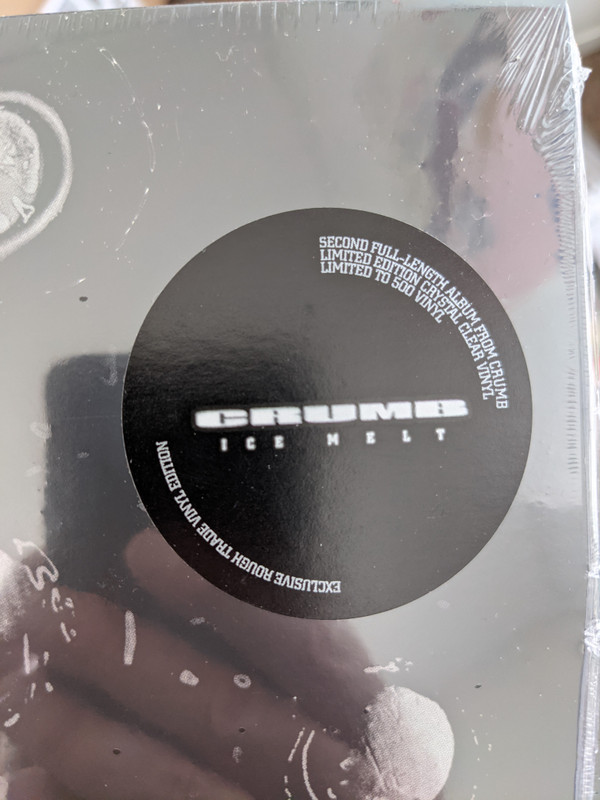 SECOND FULL-LENGTH ALBUM FROM CRUMB
LIMITED EDITION CRYSTAL CLEAR VINYL
LIMITED TO 500 VINYL
CRUMB
ICE MELT
EXCLUSIVE ROUGH TRADE VINYL EDITION